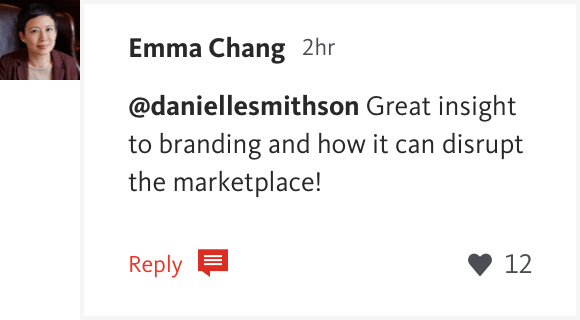 Emma Chang 2hr
@daniellesmithson Great insight
to branding and how it can disrupt
the marketplace!
Reply 12